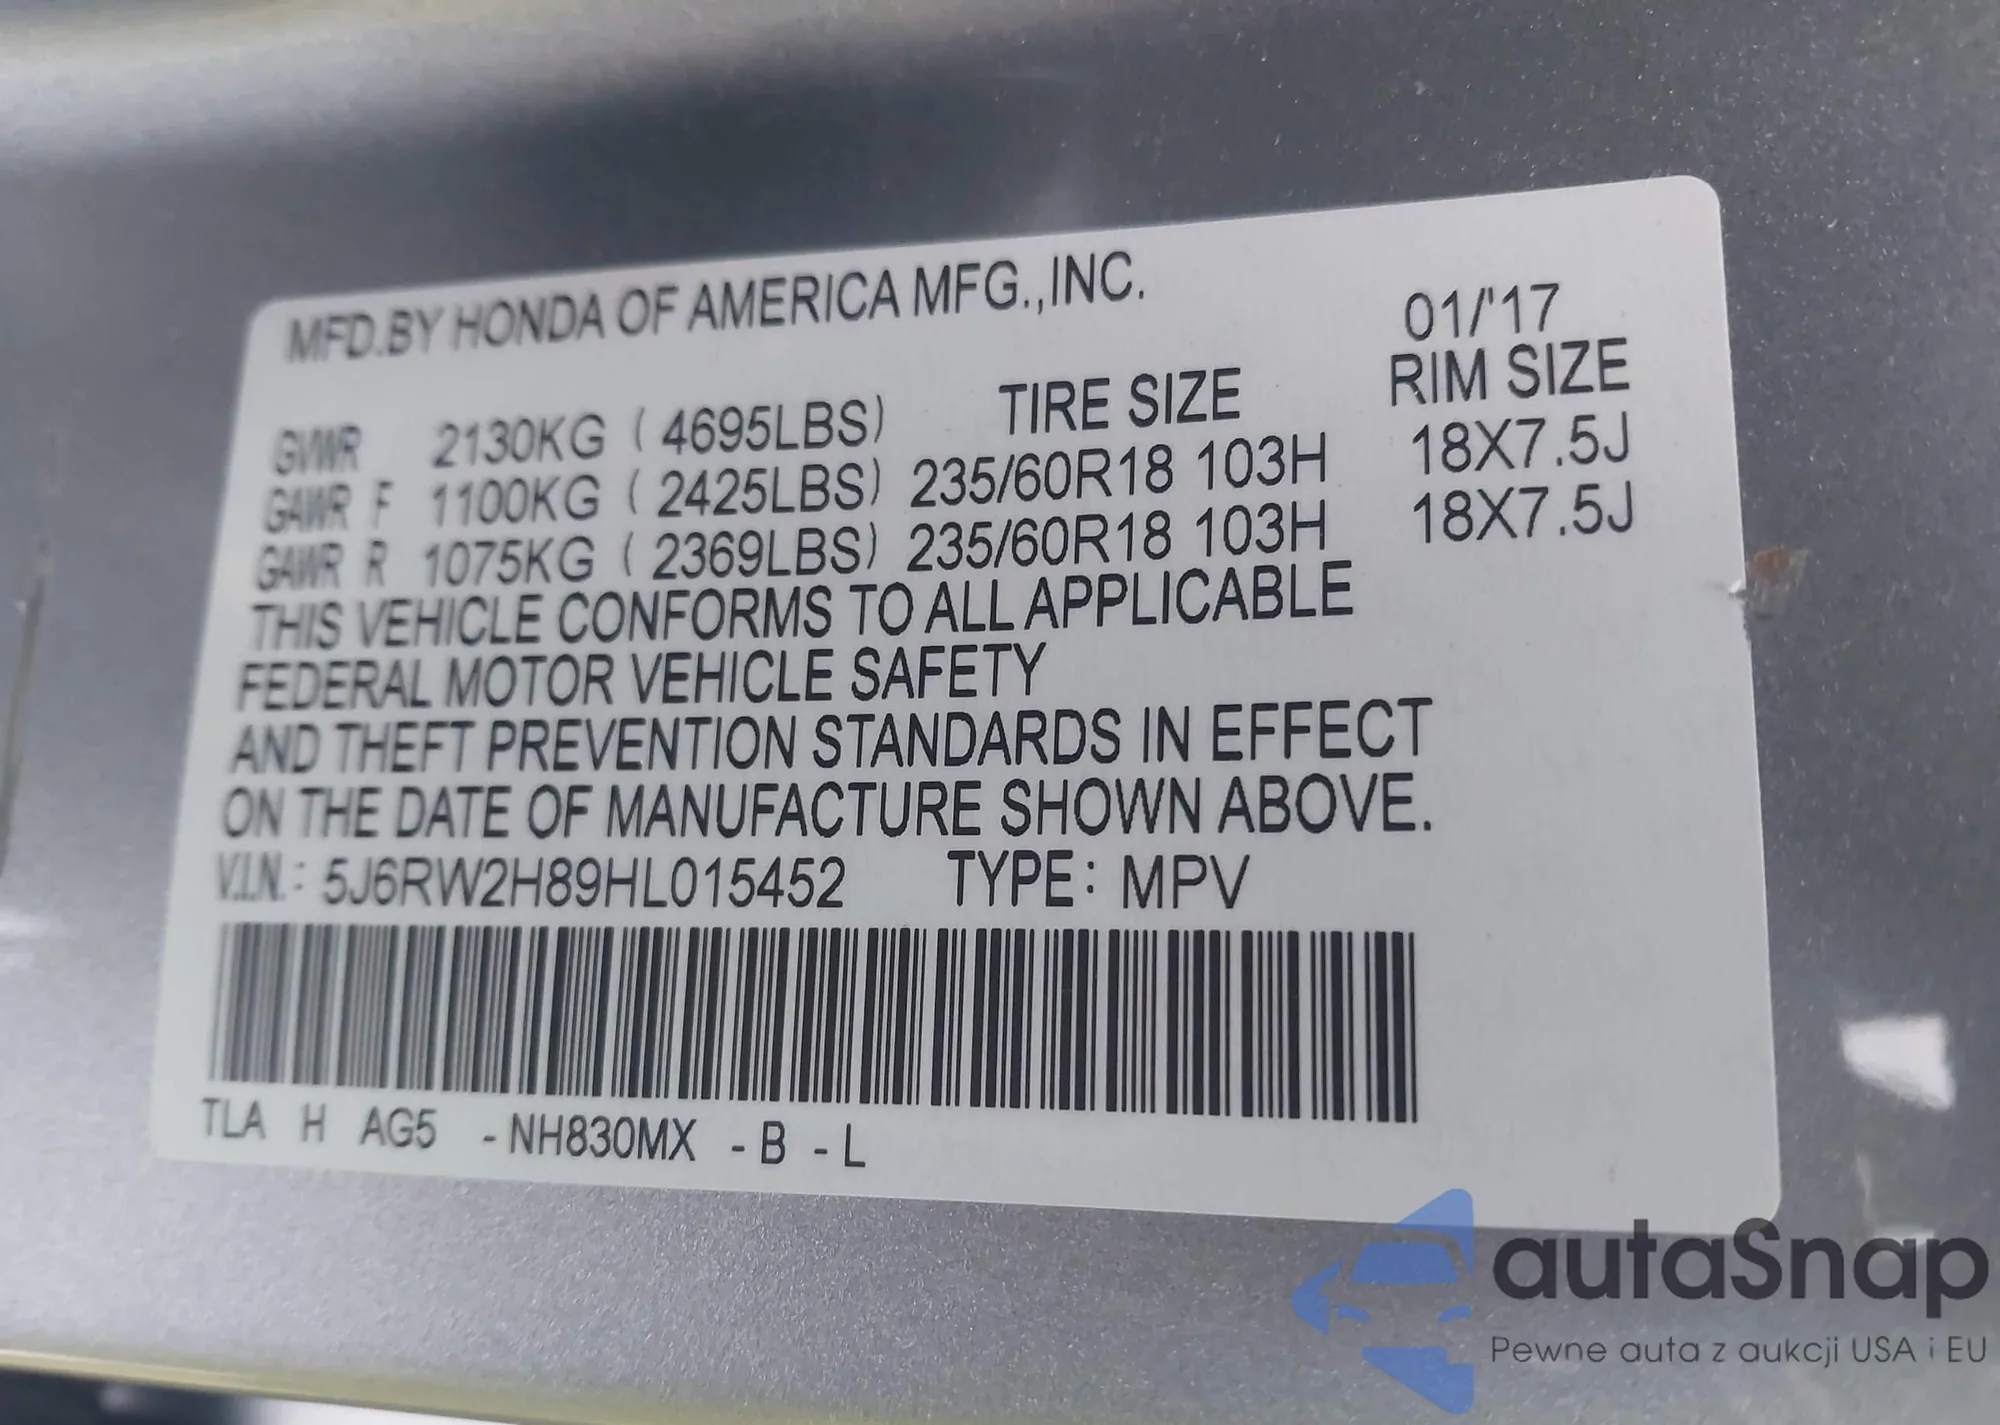 MFD.BY HONDA OF AMERICA MFG.,INC.
01/'17
TIRE SIZE RIM SIZE
GVWR 2130KG ( 4695LBS)
GAWR F 1100KG ( 2425LBS) 235/60R18 103H 18X7.5J
GAWR R 1075KG ( 2369LBS) 235/60R18 103H 18X7.5J
THIS VEHICLE CONFORMS TO ALL APPLICABLE
FEDERAL MOTOR VEHICLE SAFETY
AND THEFT PREVENTION STANDARDS IN EFFECT
ON THE DATE OF MANUFACTURE SHOWN ABOVE.
V.I.N.: 5J6RW2H89HL015452 TYPE: MPV
TLA H AG5 -NH830MX -B -L
autaSnap
Pewne auta z aukcji USA i EU